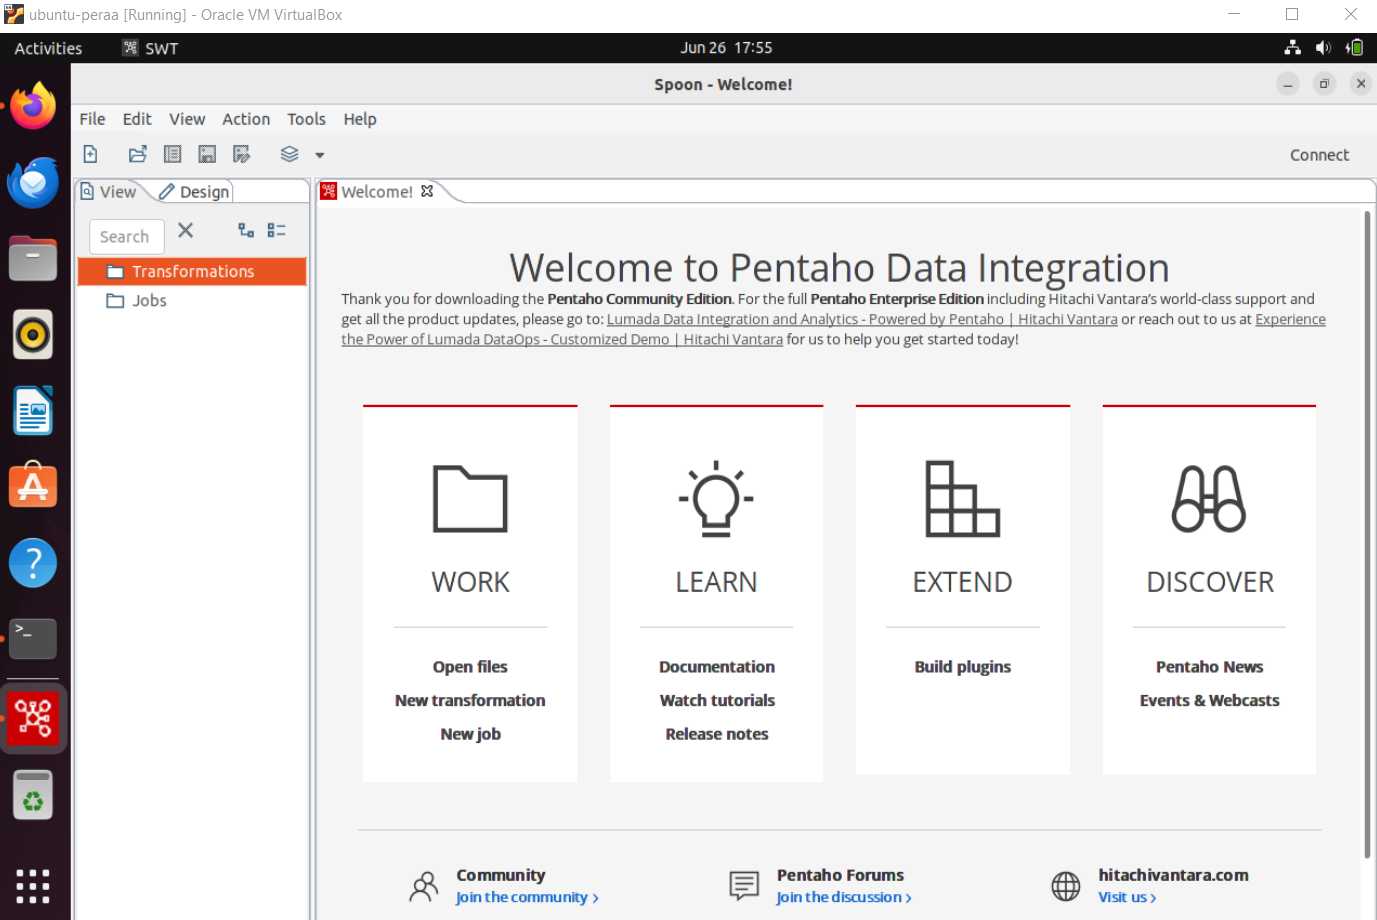 ubuntu-peraa [Running] - Oracle VM VirtualBox
Activities
SWT
Jun 26 17:55
Spoon - Welcome!
File Edit View Action Tools Help
Connect
View
Design
Welcome!
Search
Transformations
Jobs
Welcome to Pentaho Data Integration
Thank you for downloading the Pentaho Community Edition. For the full Pentaho Enterprise Edition including Hitachi Vantara's world-class support and
get all the product updates, please go to: Lumada Data Integration and Analytics - Powered by Pentaho | Hitachi Vantara or reach out to us at Experience
the Power of Lumada DataOps - Customized Demo | Hitachi Vantara for us to help you get started today!
WORK
Open files
New transformation
New job
LEARN
Documentation
Watch tutorials
Release notes
EXTEND
Build plugins
DISCOVER
Pentaho News
Events & Webcasts
Community
Join the community ›
Pentaho Forums
Join the discussion ›
hitachivantara.com
Visit us ›